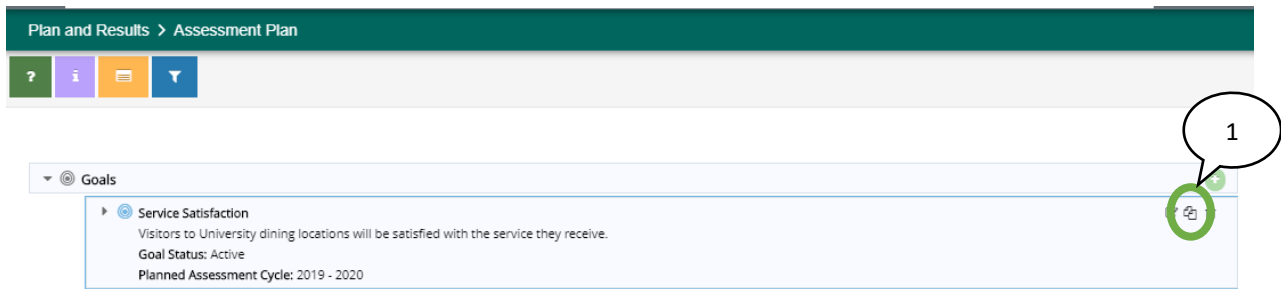 Plan and Results > Assessment Plan
? i
1
Goals
Service Satisfaction
Visitors to University dining locations will be satisfied with the service they receive.
Goal Status: Active
Planned Assessment Cycle: 2019 - 2020